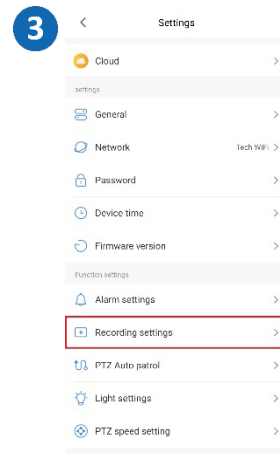 3
Settings
Cloud
settings
General
Network Tech WiFi
Password
Device time
Firmware version
Function settings
Alarm settings
Recording settings
PTZ Auto patrol
Light settings
PTZ speed setting